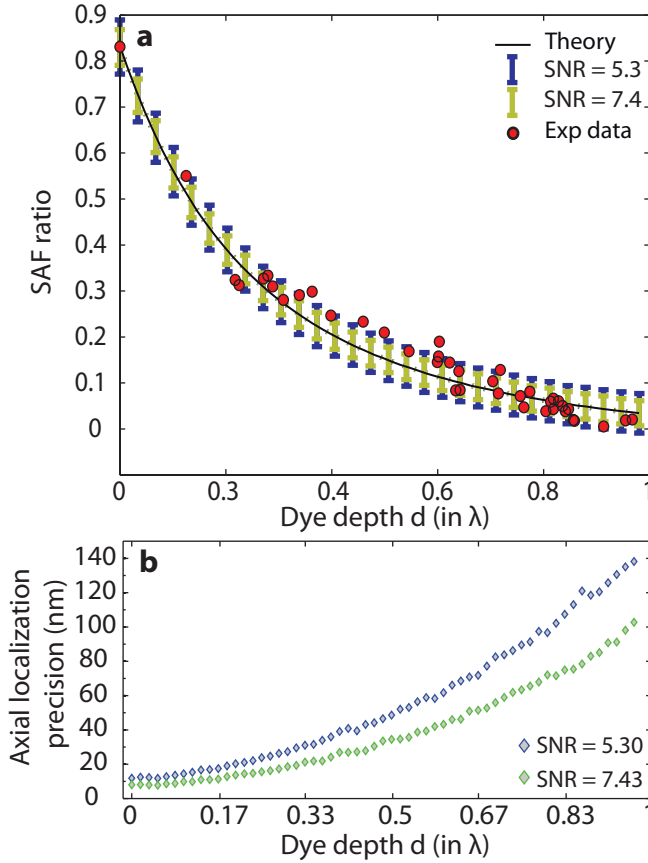 a
0.9
0.8
0.7
0.6
0.5
0.4
0.3
0.2
0.1
0
SAF ratio
Theory
SNR = 5.3
SNR = 7.4
Exp data
0 0.3 0.4 0.6 0.8 1
Dye depth d (in λ)
b
140
120
100
80
60
40
20
0
Axial localization
precision (nm)
SNR = 5.30
SNR = 7.43
0 0.17 0.33 0.5 0.67 0.83 1
Dye depth d (in λ)